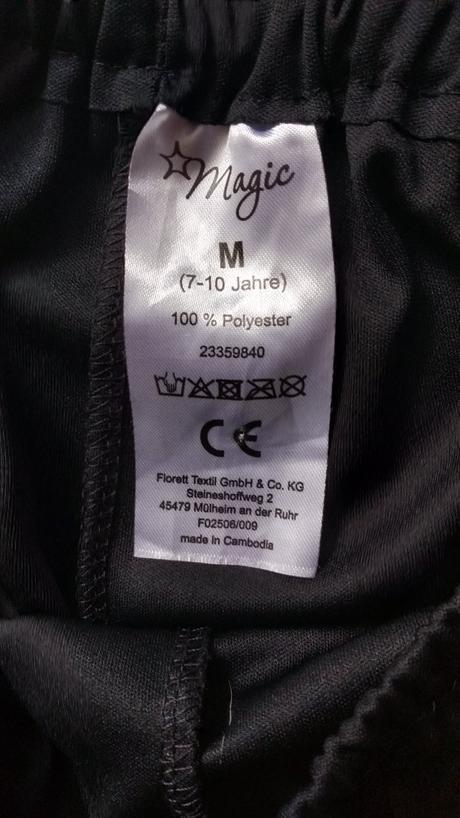 Magic
M
(7-10 Jahre)
100 % Polyester
23359840
CE
Florett Textil GmbH & Co. KG
Steineshoffweg 2
45479 Mülheim an der Ruhr
F02506/009
made in Cambodia